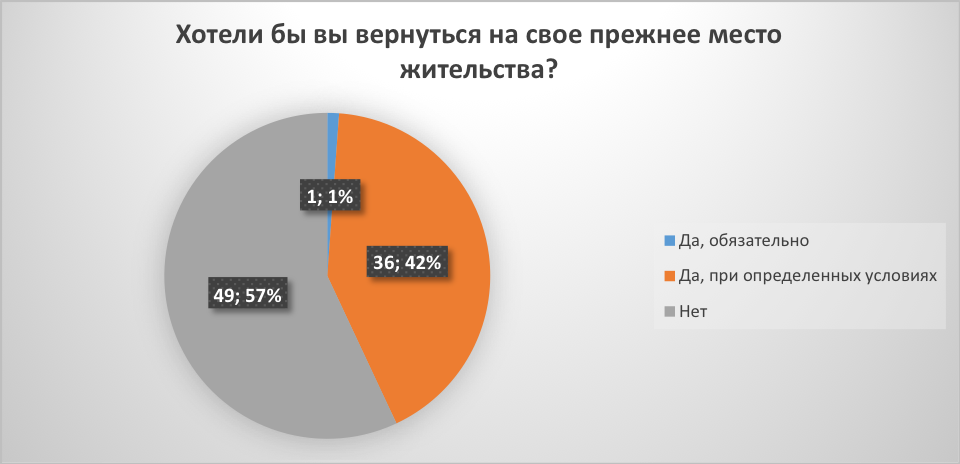 Хотели бы вы вернуться на свое прежнее место
жительства?
1; 1%
36; 42%
49; 57%
Да, обязательно
Да, при определенных условиях
Нет